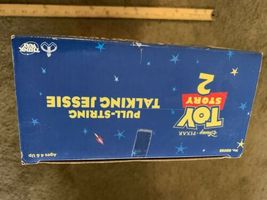 Disney · PIXAR
TOY
STORY
2
PULL-STRING
TALKING JESSIE
Ages 4 & Up